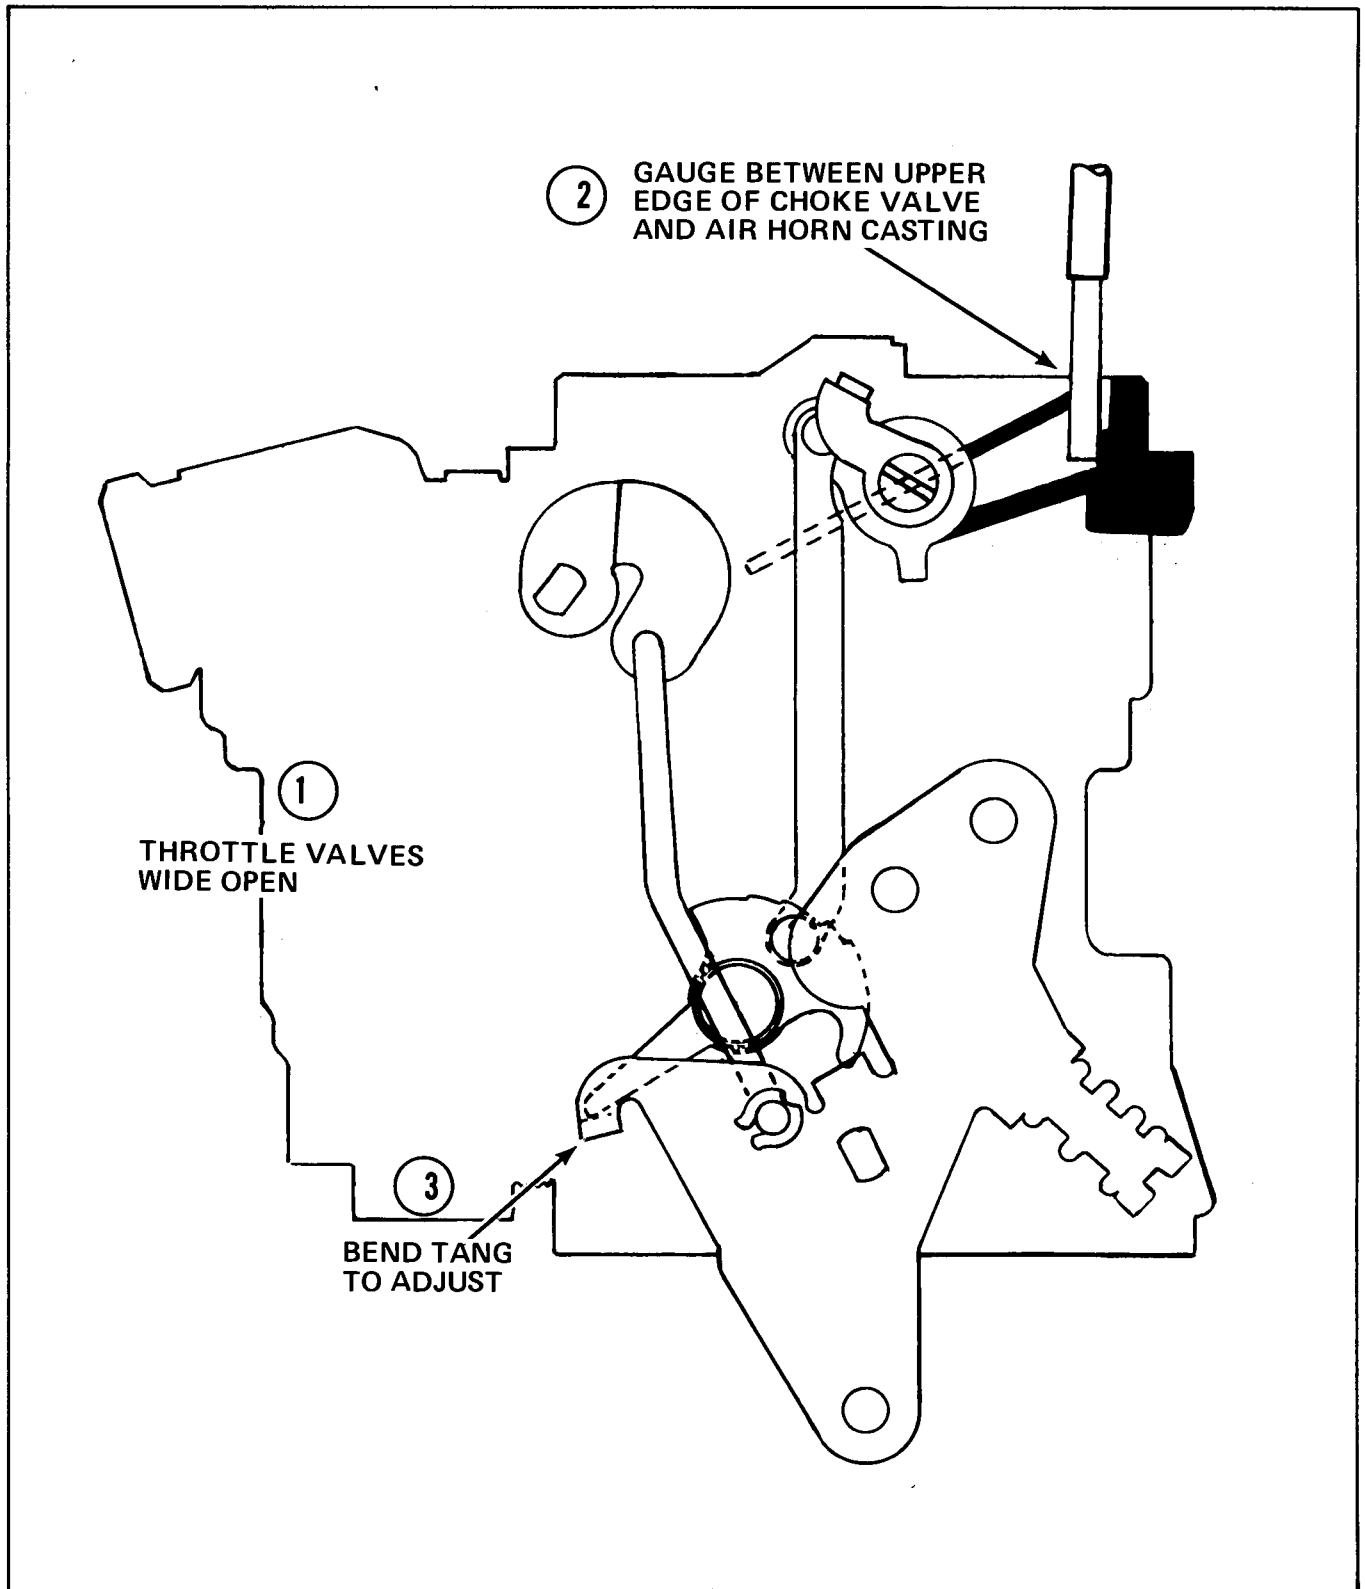 2
GAUGE BETWEEN UPPER
EDGE OF CHOKE VALVE
AND AIR HORN CASTING
1
THROTTLE VALVES
WIDE OPEN
3
BEND TANG
TO ADJUST